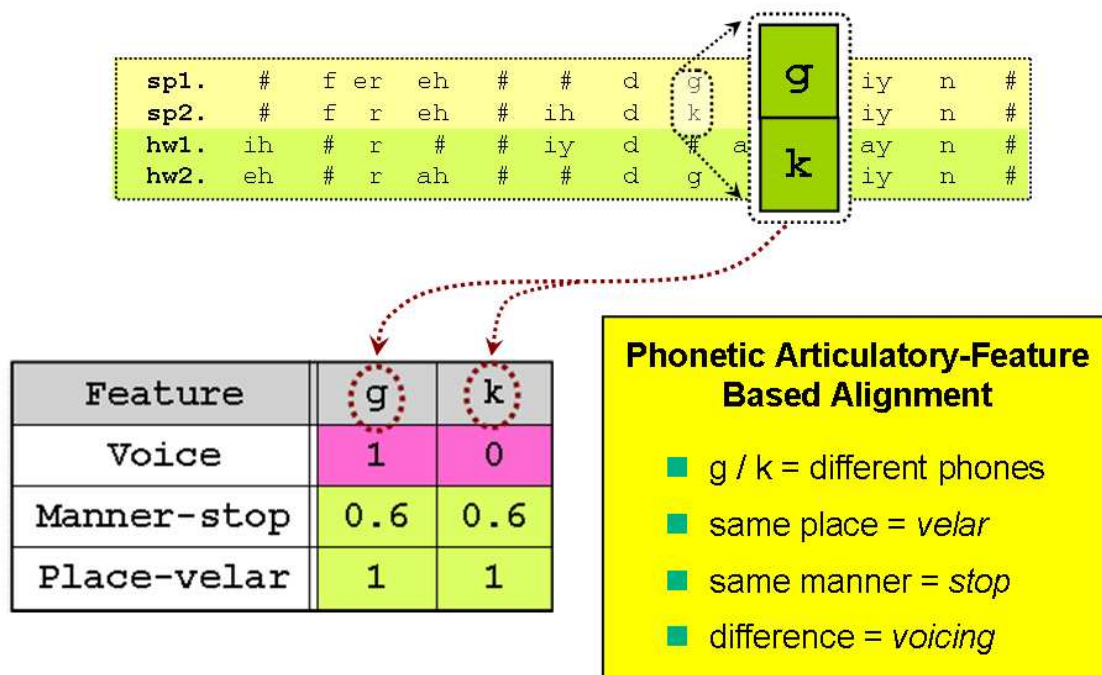 sp1. # f er eh # # d g iy n #
sp2. # f r eh # ih d k iy n #
hw1. ih # r # # iy d # a ay n #
hw2. eh # r ah # # d g iy n #
g
k
Feature g k
Voice 1 0
Manner-stop 0.6 0.6
Place-velar 1 1
Phonetic Articulatory-Feature
Based Alignment
g / k = different phones
same place = velar
same manner = stop
difference = voicing